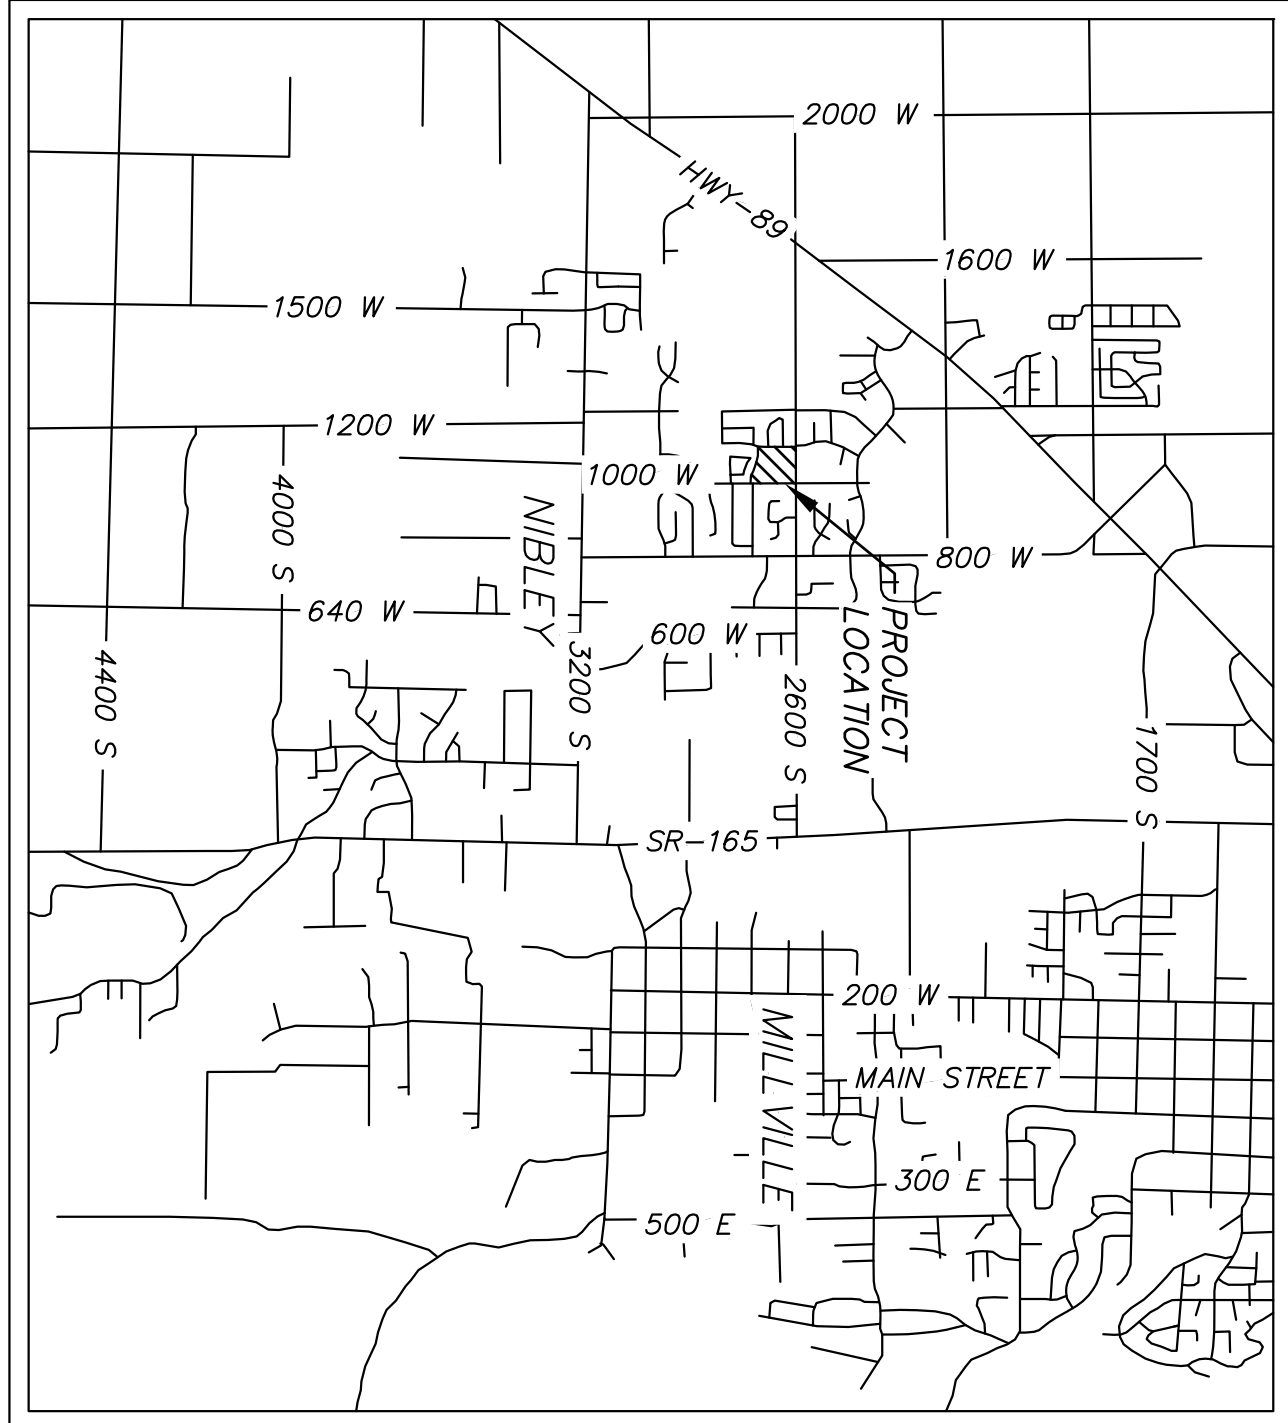 2000 W
HWY-89
1600 W
1500 W
1200 W
1000 W
4000 S
NIBLEY
800 W
640 W
600 W
PROJECT
LOCATION
4400 S
3200 S
2600 S
1700 S
SR-165
200 W
MILLVILLE
MAIN STREET
300 E
500 E